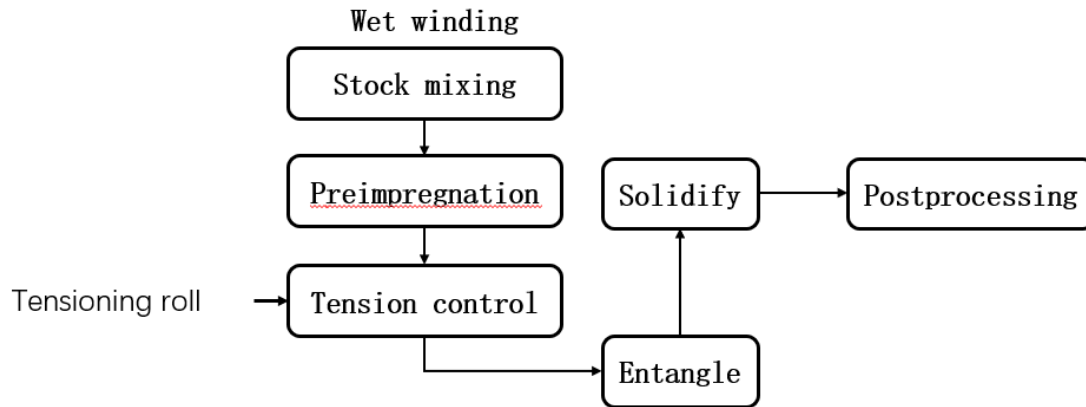 Wet winding
Stock mixing
Preimpregnation
Tensioning roll
Tension control
Entangle
Solidify
Postprocessing